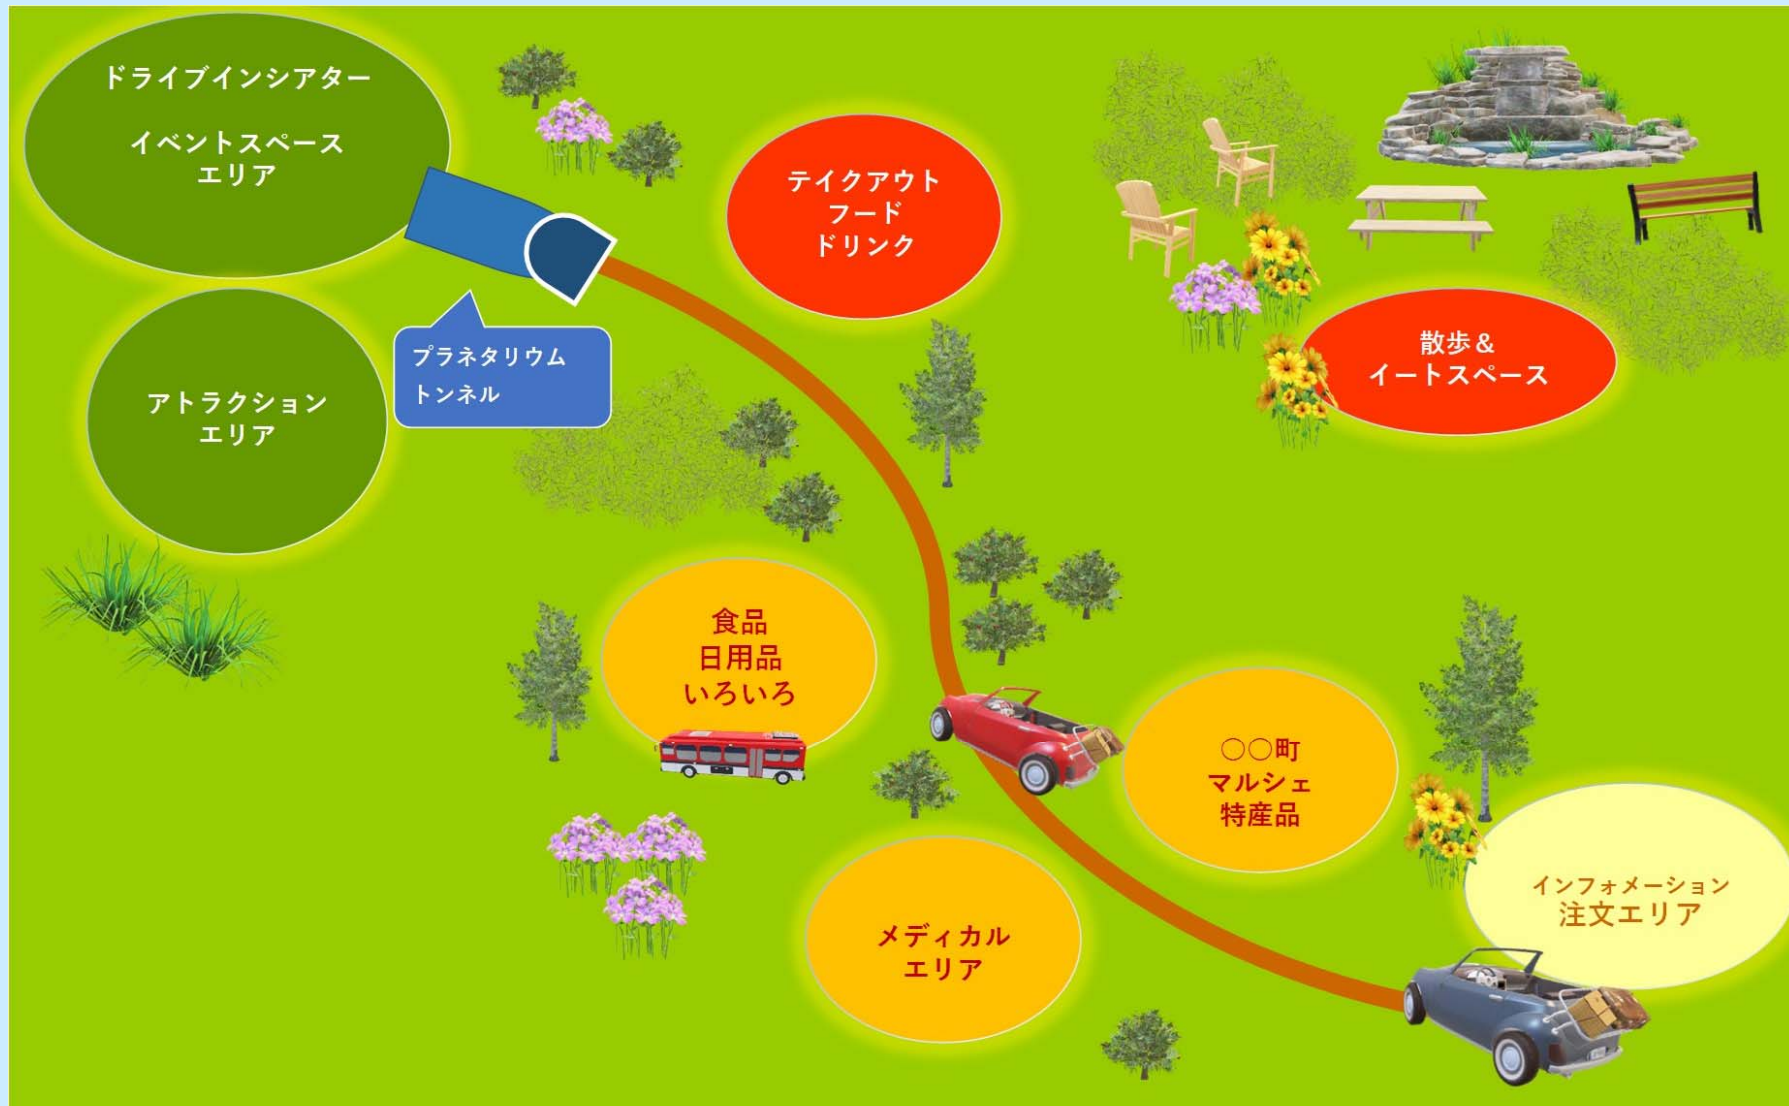 ドライブインシアター
イベントスペース
エリア
テイクアウト
フード
ドリンク
散歩＆
イートスペース
プラネタリウム
トンネル
アトラクション
エリア
食品
日用品
いろいろ
〇〇町
マルシェ
特産品
インフォメーション
注文エリア
メディカル
エリア